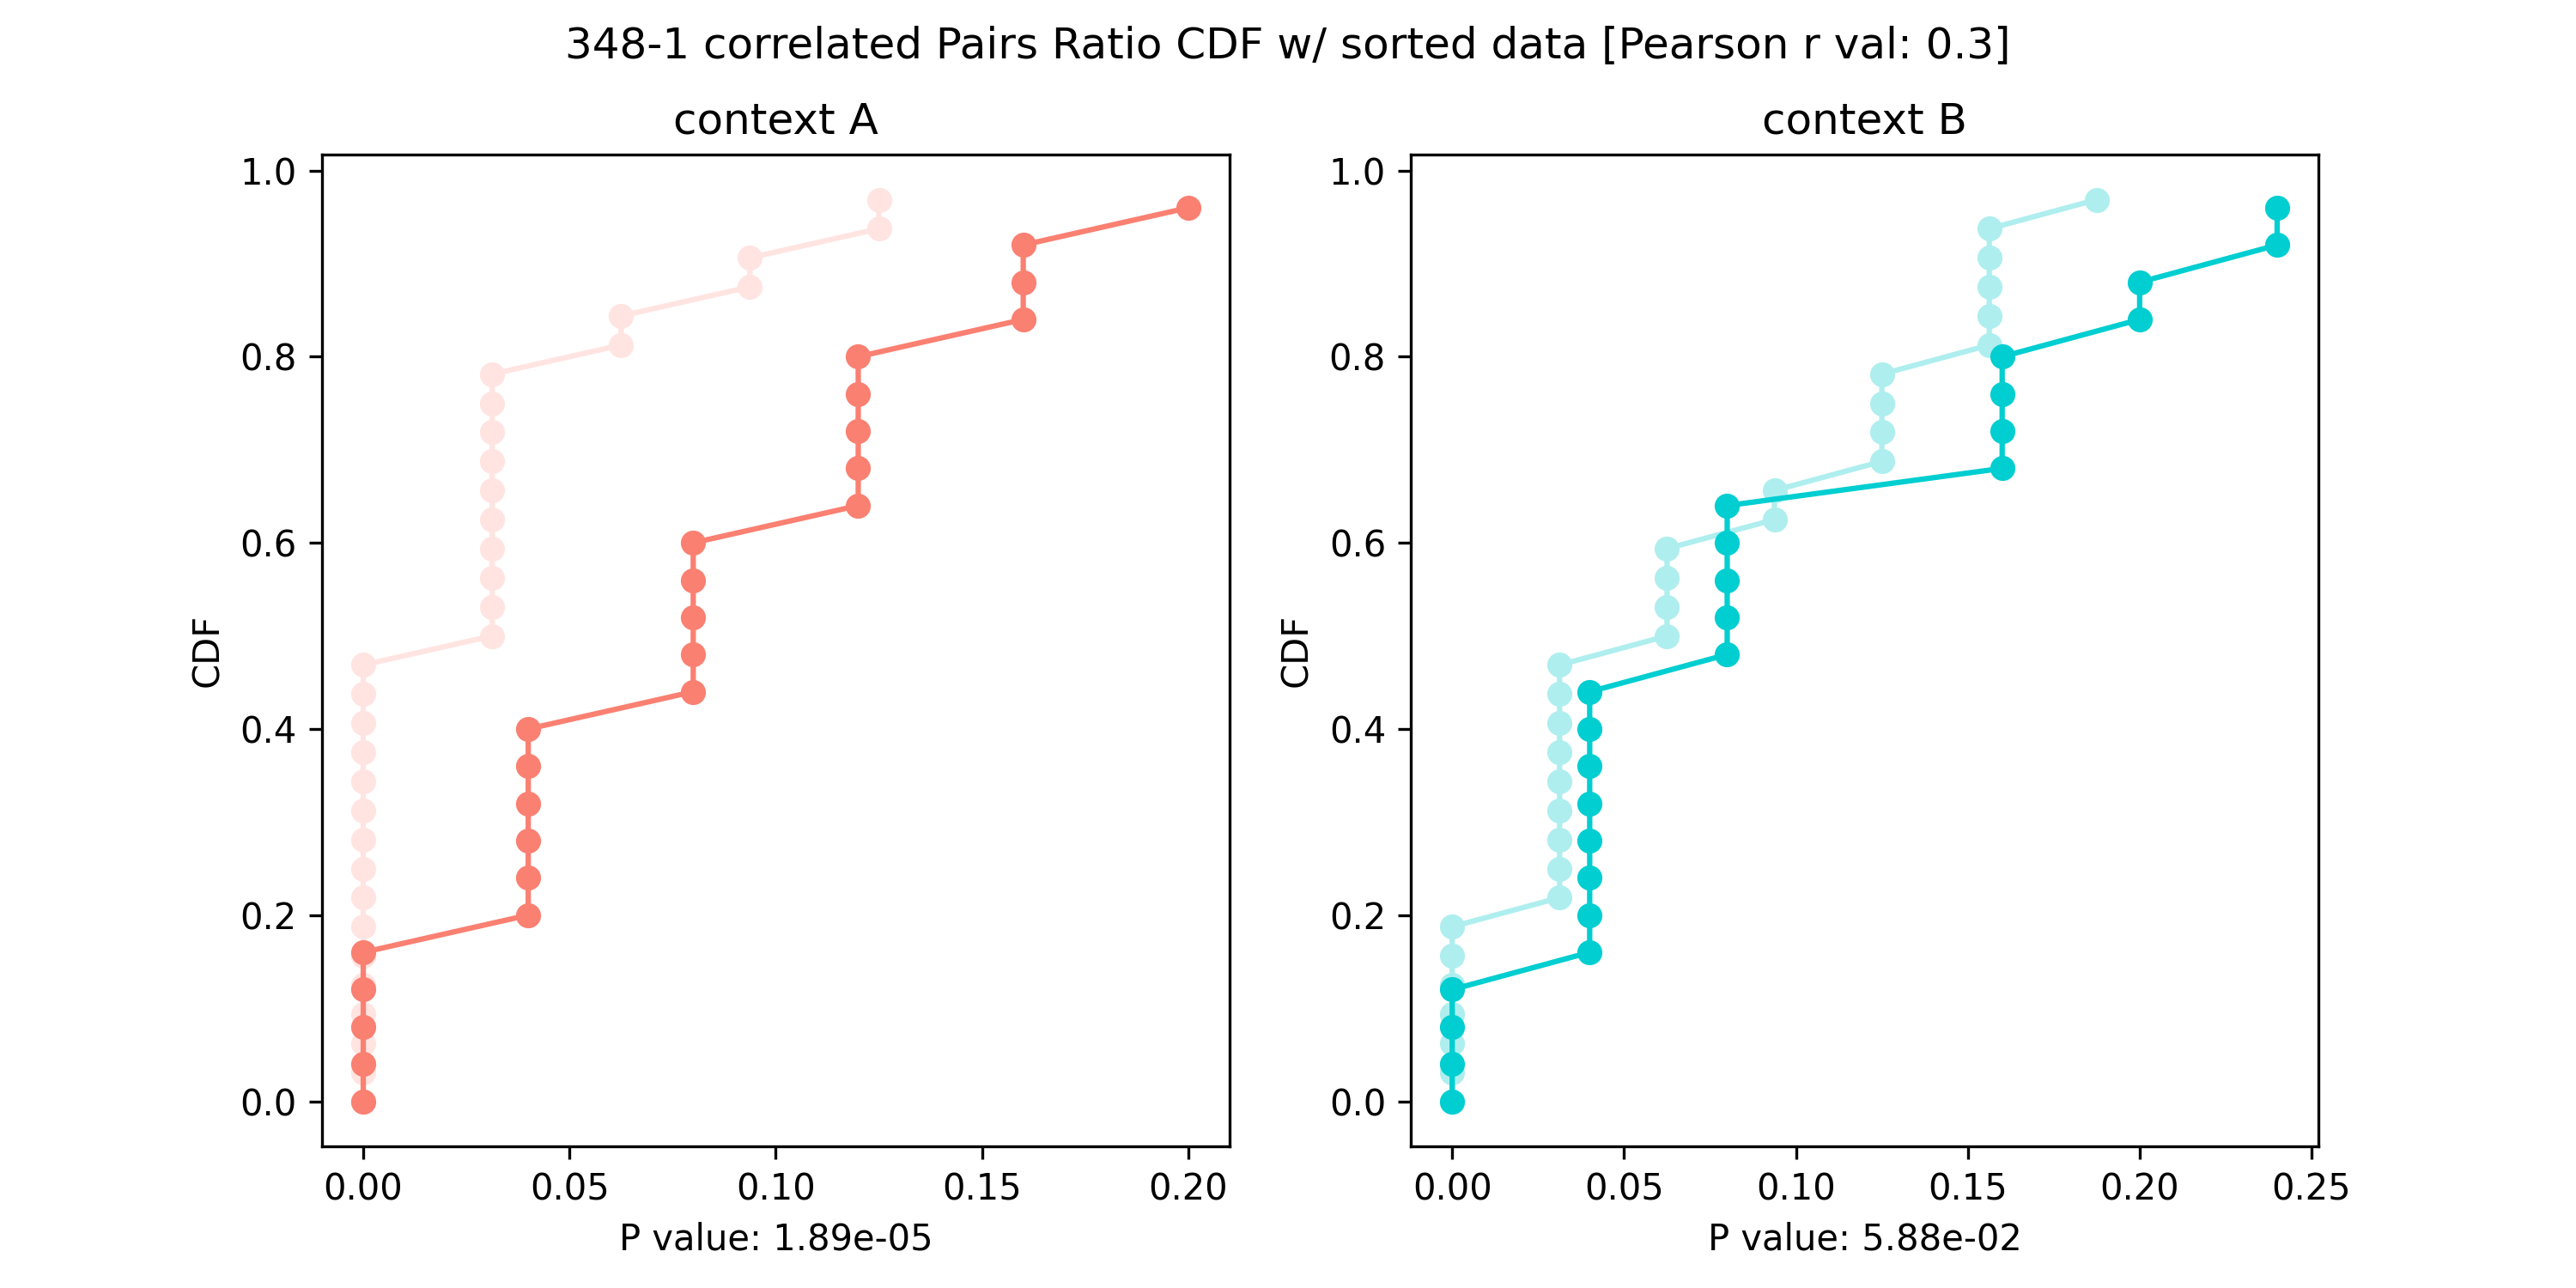 348-1 correlated Pairs Ratio CDF w/ sorted data [Pearson r val: 0.3]
context A
1.0
0.8
0.6
0.4
0.2
0.0
CDF
0.00 0.05 0.10 0.15 0.20
P value: 1.89e-05
context B
1.0
0.8
0.6
0.4
0.2
0.0
CDF
0.00 0.05 0.10 0.15 0.20 0.25
P value: 5.88e-02